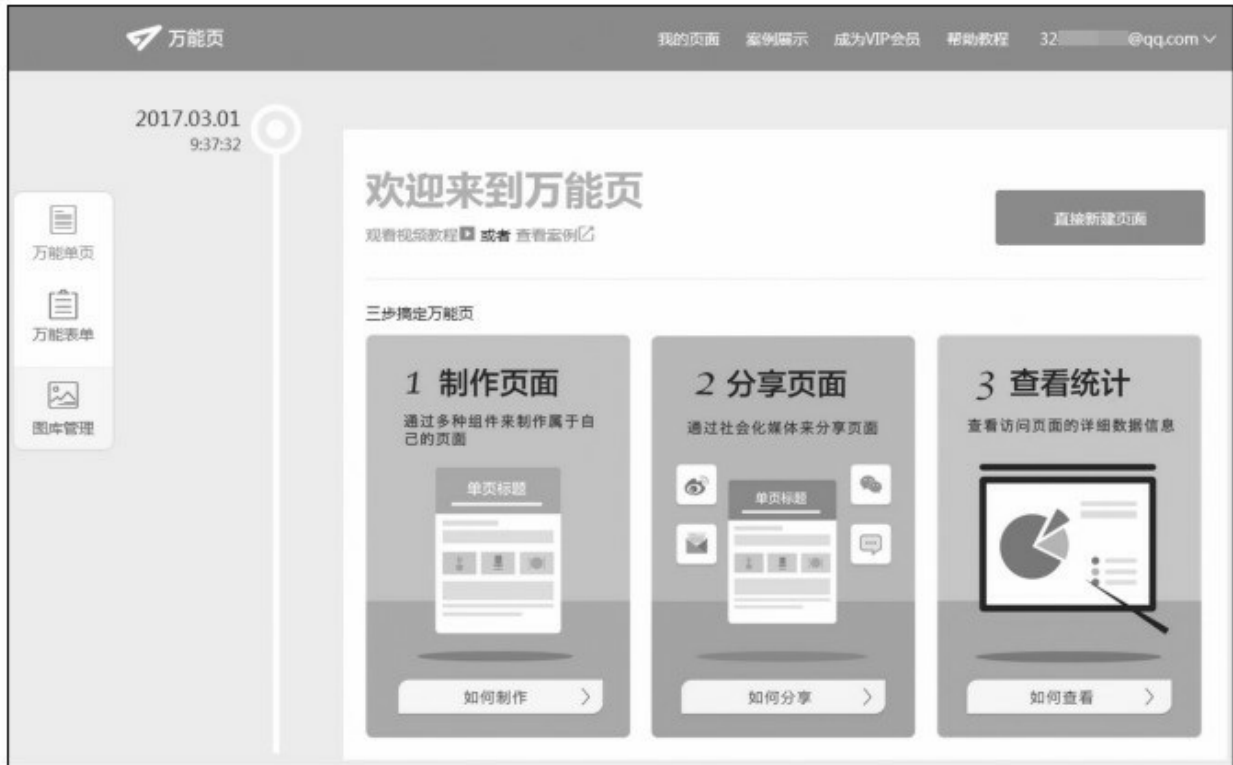 万能页
我的页面 案例展示 成为VIP会员 帮助教程 32 @qq.com
2017.03.01
9:37:32
万能单页
万能表单
图库管理
欢迎来到万能页
观看视频教程 或者 查看案例
直接新建页面
三步搞定万能页
1 制作页面
通过多种组件来制作属于自
己的页面
单页标题
如何制作
2 分享页面
通过社会化媒体来分享页面
单页标题
如何分享
3 查看统计
查看访问页面的详细数据信息
如何查看